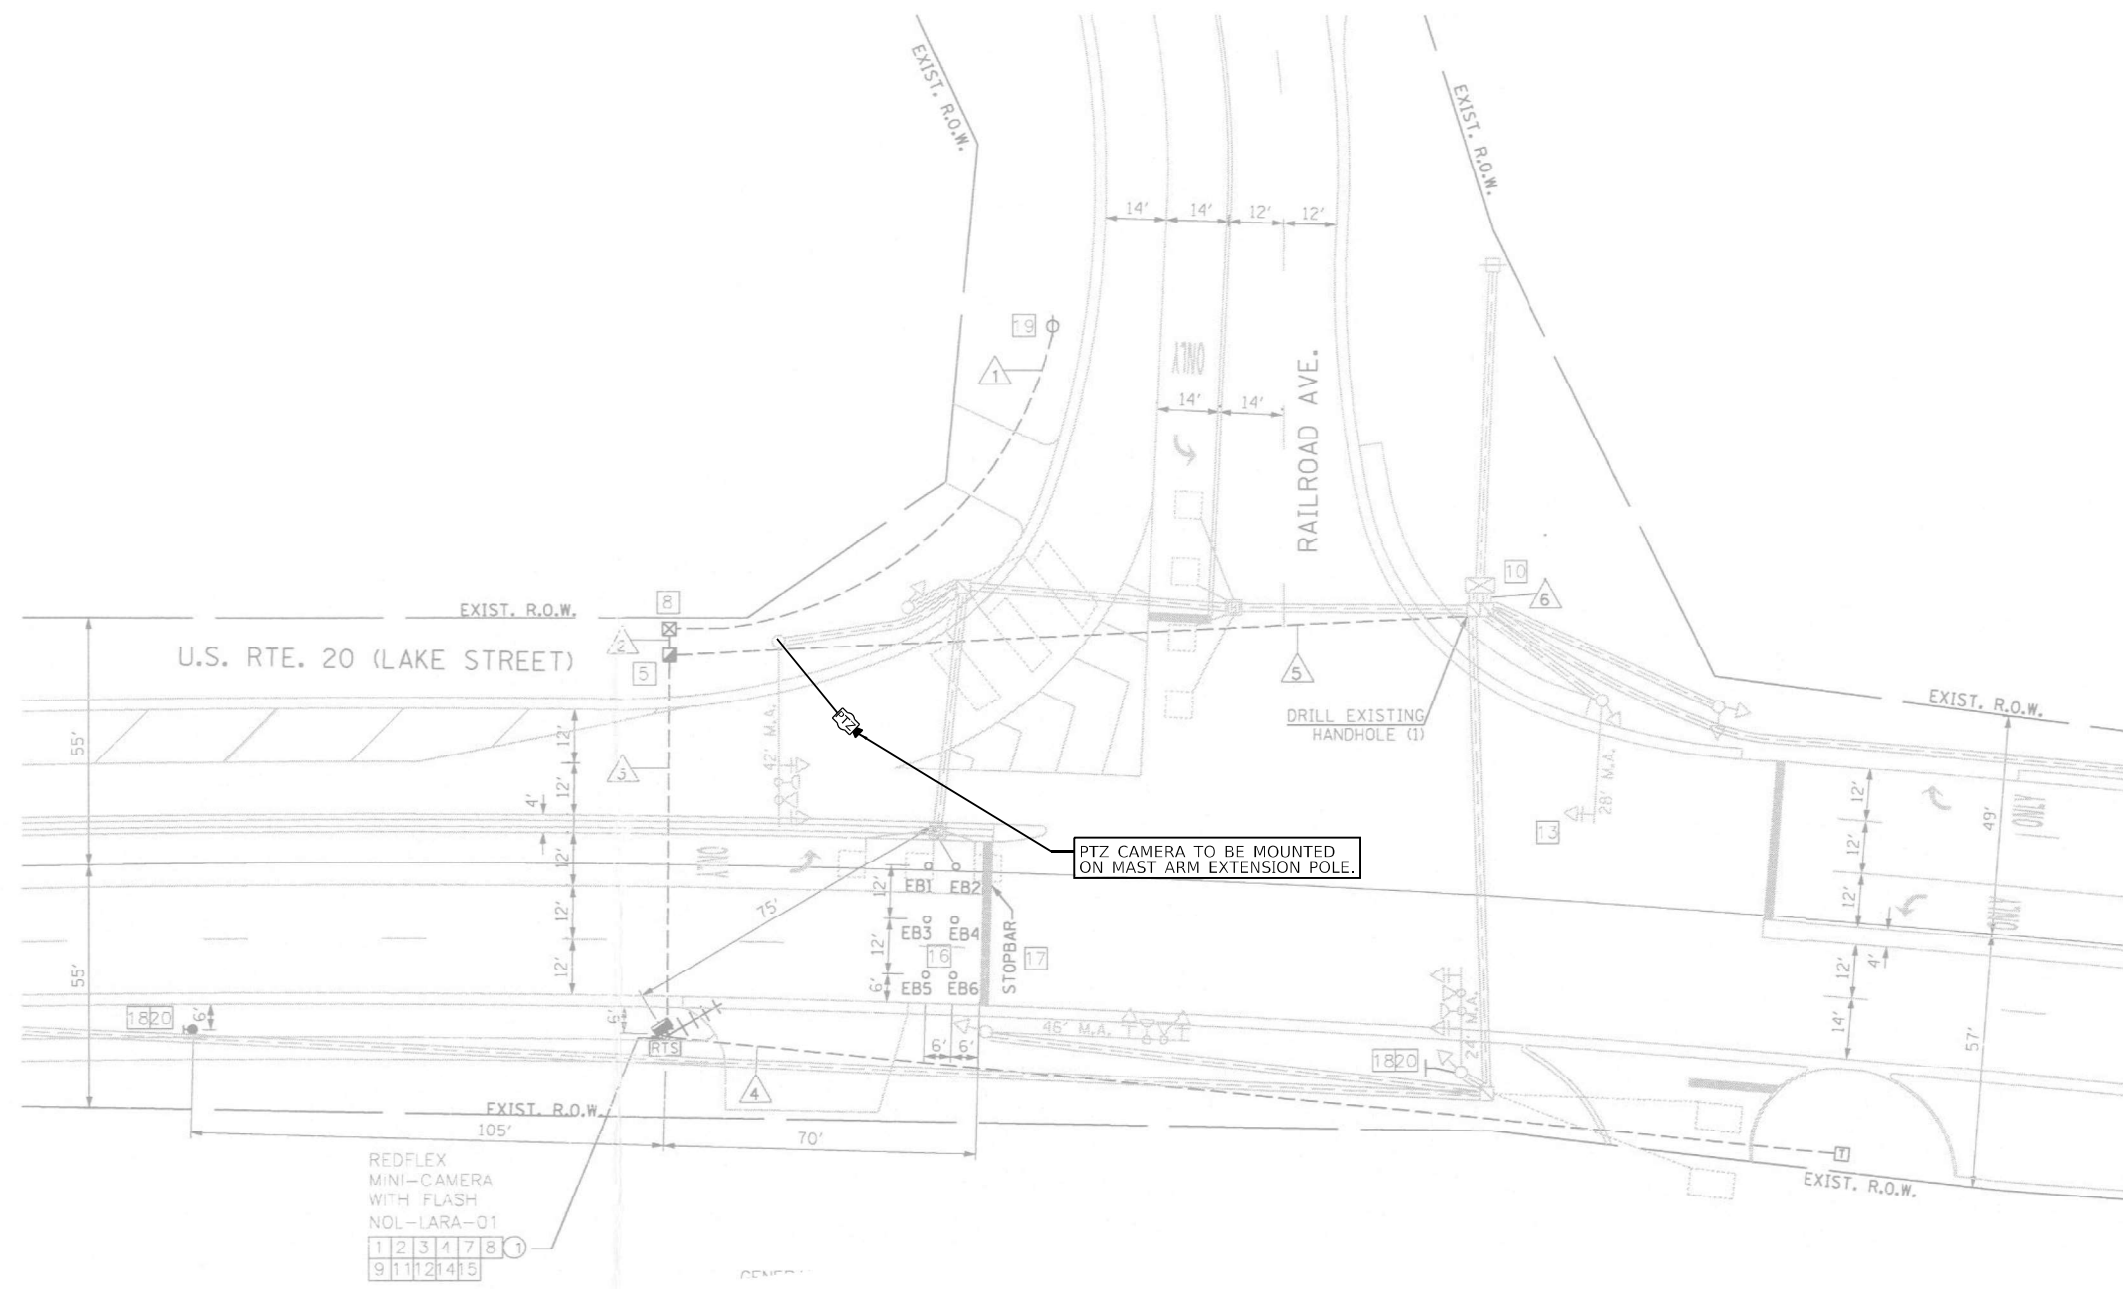 EXIST. R.O.W.
EXIST. R.O.W.
14'
14'
12'
12'
19
1
ONLY
14'
14'
RAILROAD AVE.
10
6
EXIST. R.O.W.
8
2
U.S. RTE. 20 (LAKE STREET)
5
5
PTZ
DRILL EXISTING
HANDHOLE (1)
EXIST. R.O.W.
55'
12'
42' M.A.
3
28' M.A.
4'
12'
12'
49'
ONLY
13
12'
PTZ CAMERA TO BE MOUNTED
ON MAST ARM EXTENSION POLE.
12'
ONLY
EB1
EB2
12'
12'
75'
ONLY
EB3
EB4
12'
16
17
STOPBAR
12'
55'
12'
4'
EB5
EB6
6'
1820
6'
6'
46' M.A.
24' M.A.
14'
57'
RTS
6'
6'
1820
4
EXIST. R.O.W.
105'
70'
T
EXIST. R.O.W.
REDFLEX
MINI-CAMERA
WITH FLASH
NOL-LARA-01
1 2 3 4 7 8 1
9 11 12 14 15